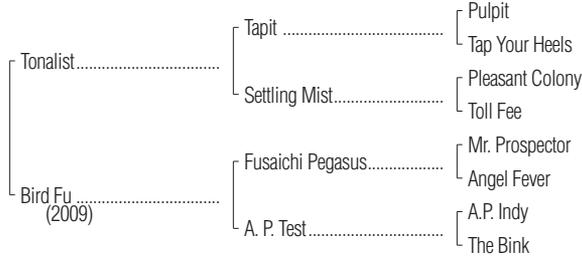 Pulpit
Tapit
Tap Your Heels
Tonalist
Pleasant Colony
Settling Mist
Toll Fee
Mr. Prospector
Fusaichi Pegasus
Angel Fever
Bird Fu
(2009)
A.P. Indy
A. P. Test
The Bink